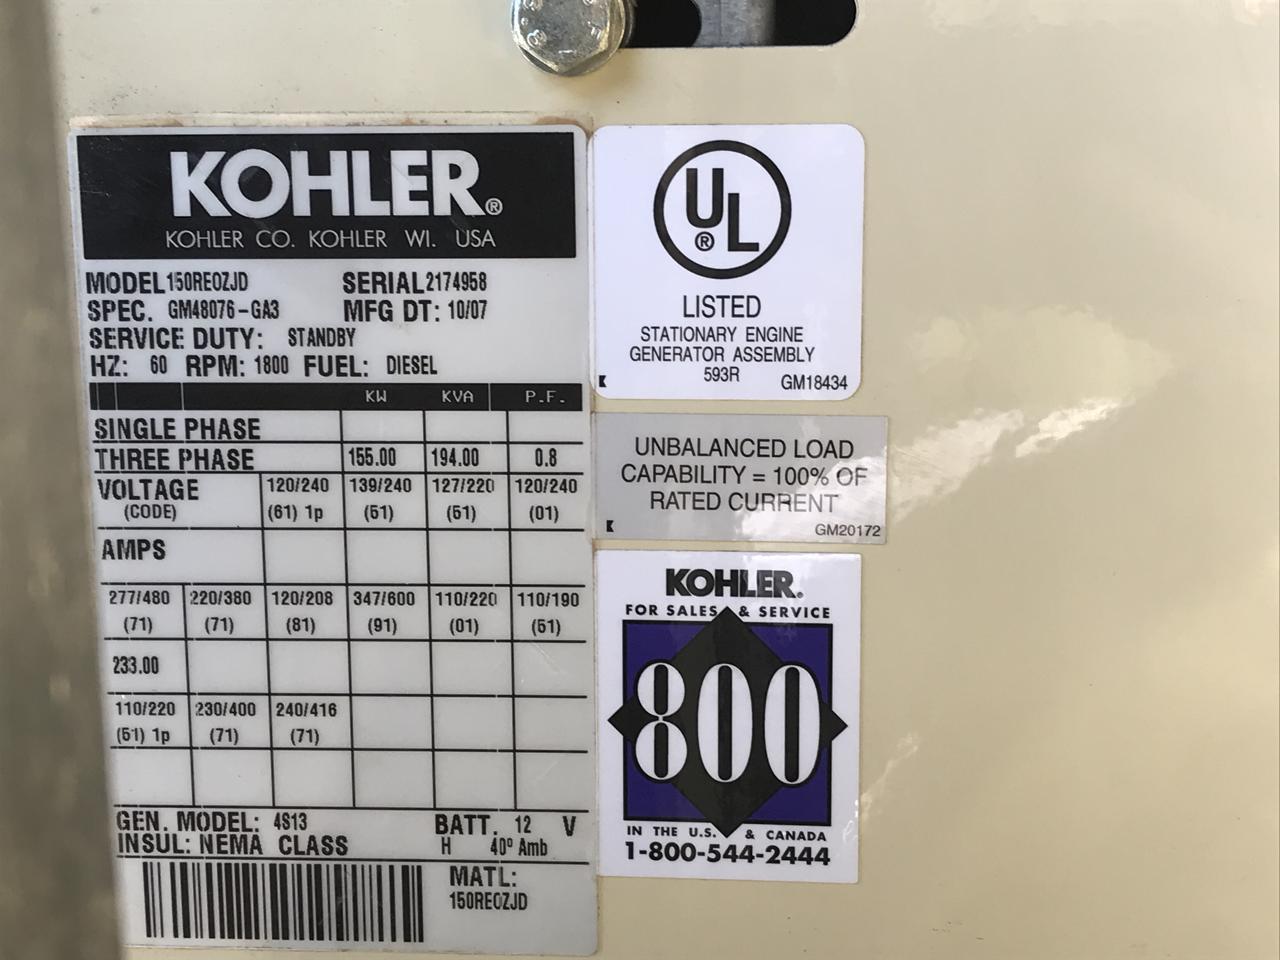 KOHLER®
KOHLER CO. KOHLER WI. USA
MODEL 150REOZJD SERIAL 2174958
SPEC. GM48076-GA3 MFG DT: 10/07
SERVICE DUTY: STANDBY
HZ: 60 RPM: 1800 FUEL: DIESEL
KW KVA P.F.
SINGLE PHASE
THREE PHASE 155.00 194.00 0.8
VOLTAGE 120/240 139/240 127/220 120/240
(CODE) (61) 1p (51) (51) (01)
AMPS
277/480 220/380 120/208 347/600 110/220 110/190
(71) (71) (81) (91) (01) (51)
233.00
110/220 230/400 240/416
(51) 1p (71) (71)
GEN. MODEL: 4S13 BATT. 12 V
INSUL: NEMA CLASS H 40° Amb
MATL:
150REOZJD
UL®
LISTED
STATIONARY ENGINE
GENERATOR ASSEMBLY
593R
GM18434
UNBALANCED LOAD
CAPABILITY = 100% OF
RATED CURRENT
GM20172
KOHLER.
FOR SALES & SERVICE
800
IN THE U.S. & CANADA
1-800-544-2444